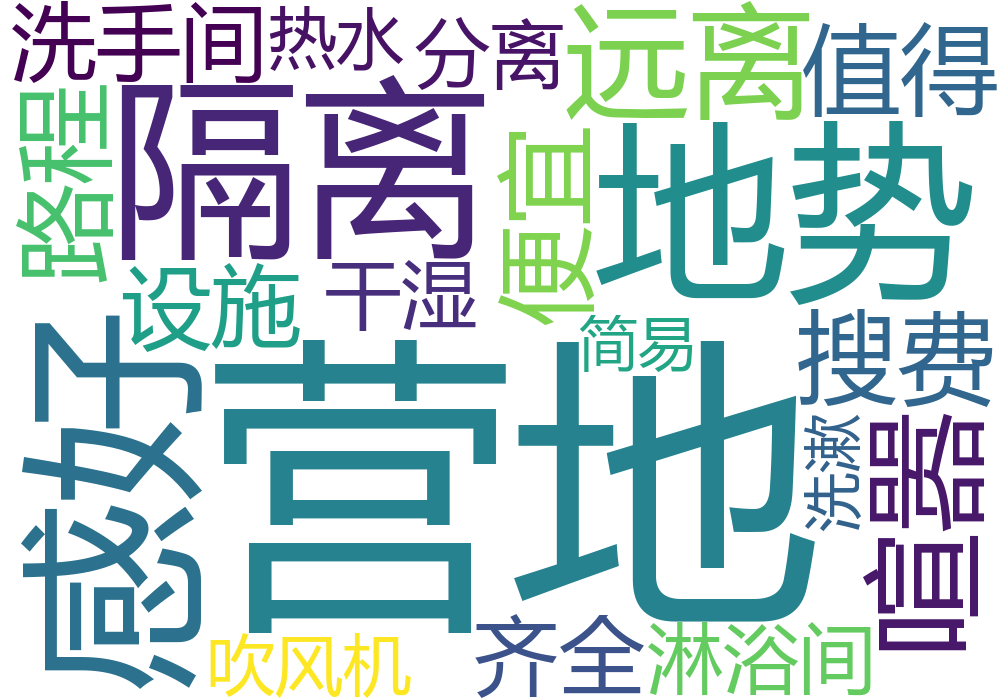 洗手间
热水
分离
远离
值得
路程
隔离
便宜
地势
设施
干湿
感好
营地
简易
搜费
洗漱
喧嚣
吹风机
齐全
淋浴间